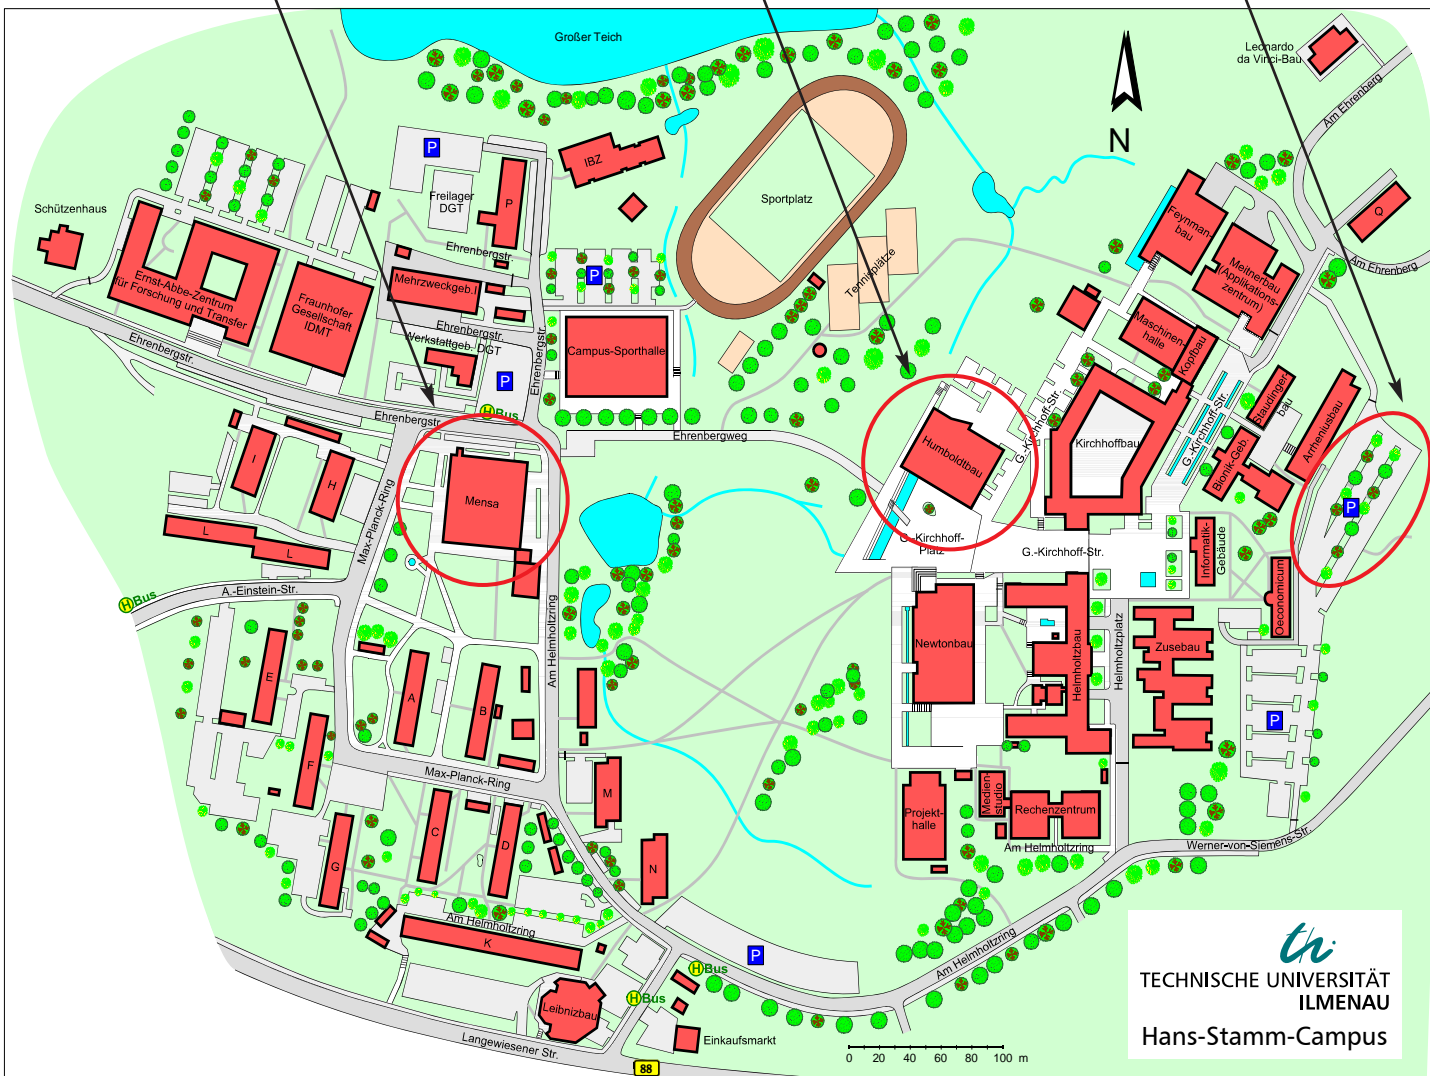 Großer Teich
Leonardo
da Vinci-Bau
Am Ehrenberg
N
P
IBZ
Freilager
DGT
P
Sportplatz
Feynman-
bau
Q
Schützenhaus
Ehrenbergstr.
Am Ehrenberg
Meitnerbau
(Applikations-
zentrum)
Tennisplätze
P
Ernst-Abbe-Zentrum
für Forschung und Transfer
Mehrzweckgeb.I
Fraunhofer
Gesellschaft
IDMT
Ehrenbergstr.
Werkstattgeb. DGT
Ehrenbergstr.
Ehrenbergstr.
Maschinen-
halle
Kopfbau
Campus-Sporthalle
P
H Bus
Ehrenbergstr.
Staudinger-
bau
Arrheniusbau
G.-Kirchhoff-Str.
G.-Kirchhoff-Str.
Ehrenbergweg
Humboldtbau
Kirchhoffbau
Bionik-Geb.
I
H
Max-Planck-Ring
Mensa
P
L
L
G.-Kirchhoff-
Platz
G.-Kirchhoff-Str.
Informatik-
Gebäude
H Bus
A.-Einstein-Str.
Oeconomicum
Newtonbau
Helmholtzbau
Helmholtzplatz
Zusebau
Am Helmholtzring
E
A
B
P
F
Max-Planck-Ring
M
Projekt-
halle
Medien-
studio
Rechenzentrum
C
D
G
Am Helmholtzring
Werner-von-Siemens-Str.
N
Am Helmholtzring
K
P
Am Helmholtzring
H Bus
H Bus
Leibnizbau
Langewiesener Str.
Einkaufsmarkt
88
0 20 40 60 80 100 m
th
TECHNISCHE UNIVERSITÄT
ILMENAU
Hans-Stamm-Campus